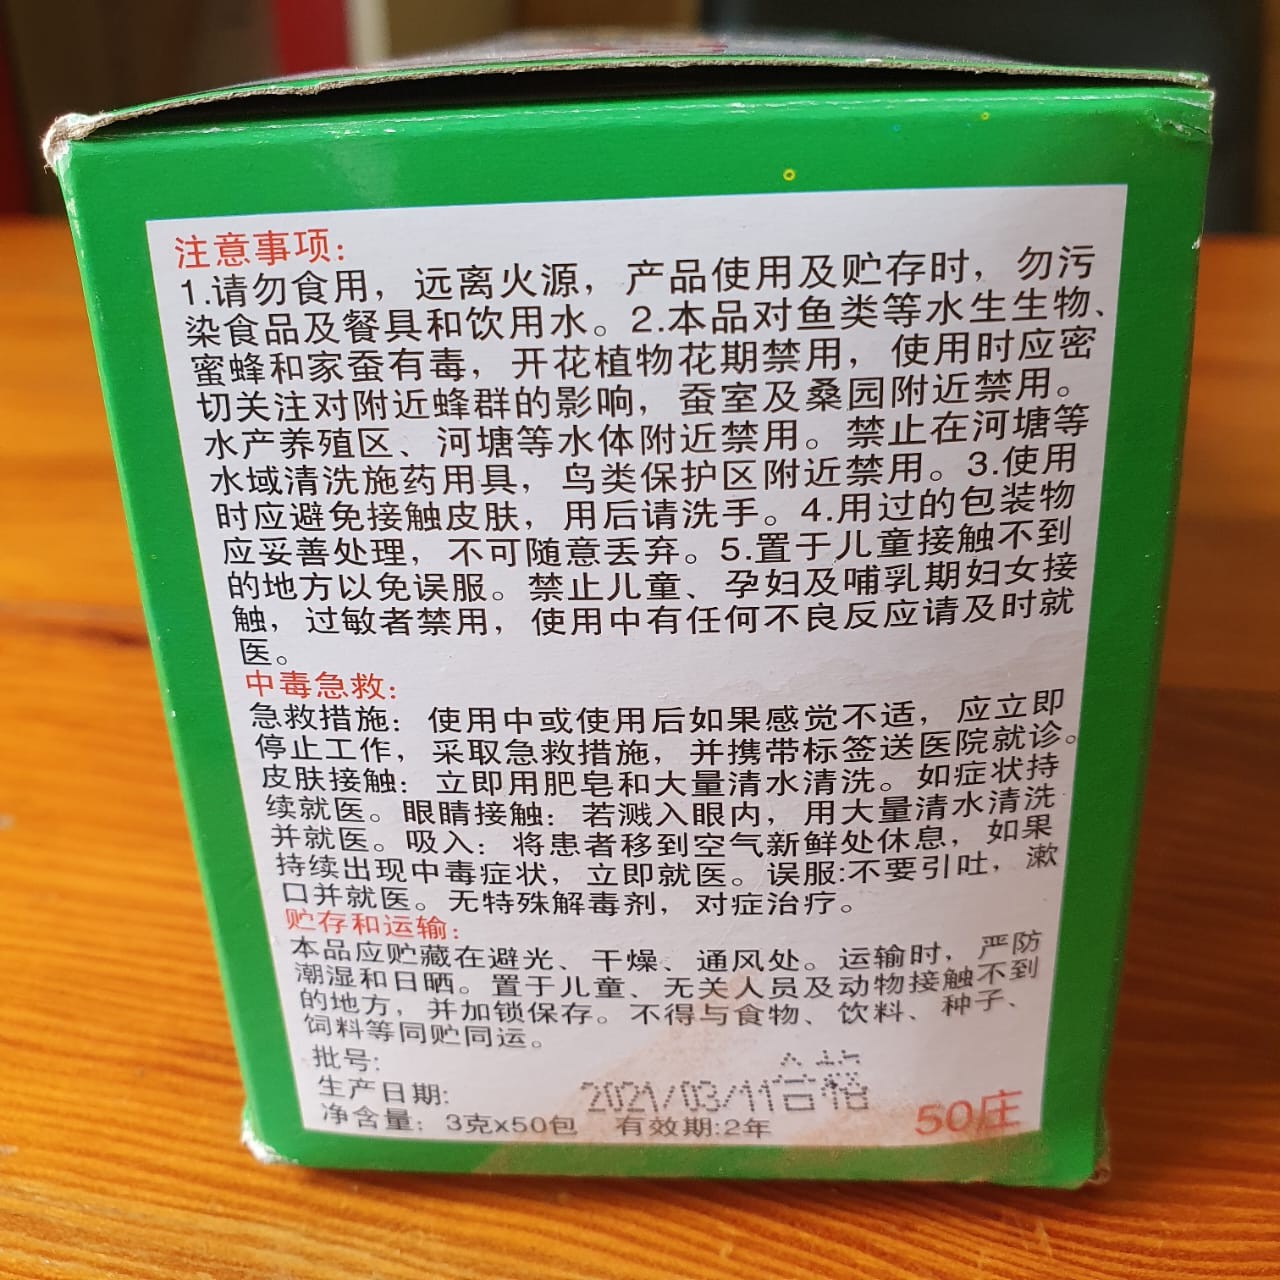 注意事项:
1.请勿食用，远离火源，产品使用及贮存时，勿污
染食品及餐具和饮用水。2.本品对鱼类等水生生物、
蜜蜂和家蚕有毒，开花植物花期禁用，使用时应密
切关注对附近蜂群的影响，蚕室及桑园附近禁用。
水产养殖区、河塘等水体附近禁用。禁止在河塘等
水域清洗施药用具，鸟类保护区附近禁用。3.使用
时应避免接触皮肤，用后请洗手。4.用过的包装物
应妥善处理，不可随意丢弃。5.置于儿童接触不到
的地方以免误服。禁止儿童、孕妇及哺乳期妇女接
触，过敏者禁用，使用中有任何不良反应请及时就
医。
中毒急救:
急救措施：使用中或使用后如果感觉不适，应立即
停止工作，采取急救措施，并携带标签送医院就诊。
皮肤接触：立即用肥皂和大量清水清洗。如症状持
续就医。眼睛接触：若溅入眼内，用大量清水清洗
并就医。吸入：将患者移到空气新鲜处休息，如果
持续出现中毒症状，立即就医。误服:不要引吐，漱
口并就医。无特殊解毒剂，对症治疗。
贮存和运输:
本品应贮藏在避光、干燥、通风处。运输时，严防
潮湿和日晒。置于儿童、无关人员及动物接触不到
的地方，并加锁保存。不得与食物、饮料、种子、
饲料等同贮同运。
批号:
生产日期: 2021/03/11合格
净含量：3克x50包 有效期:2年
50庄